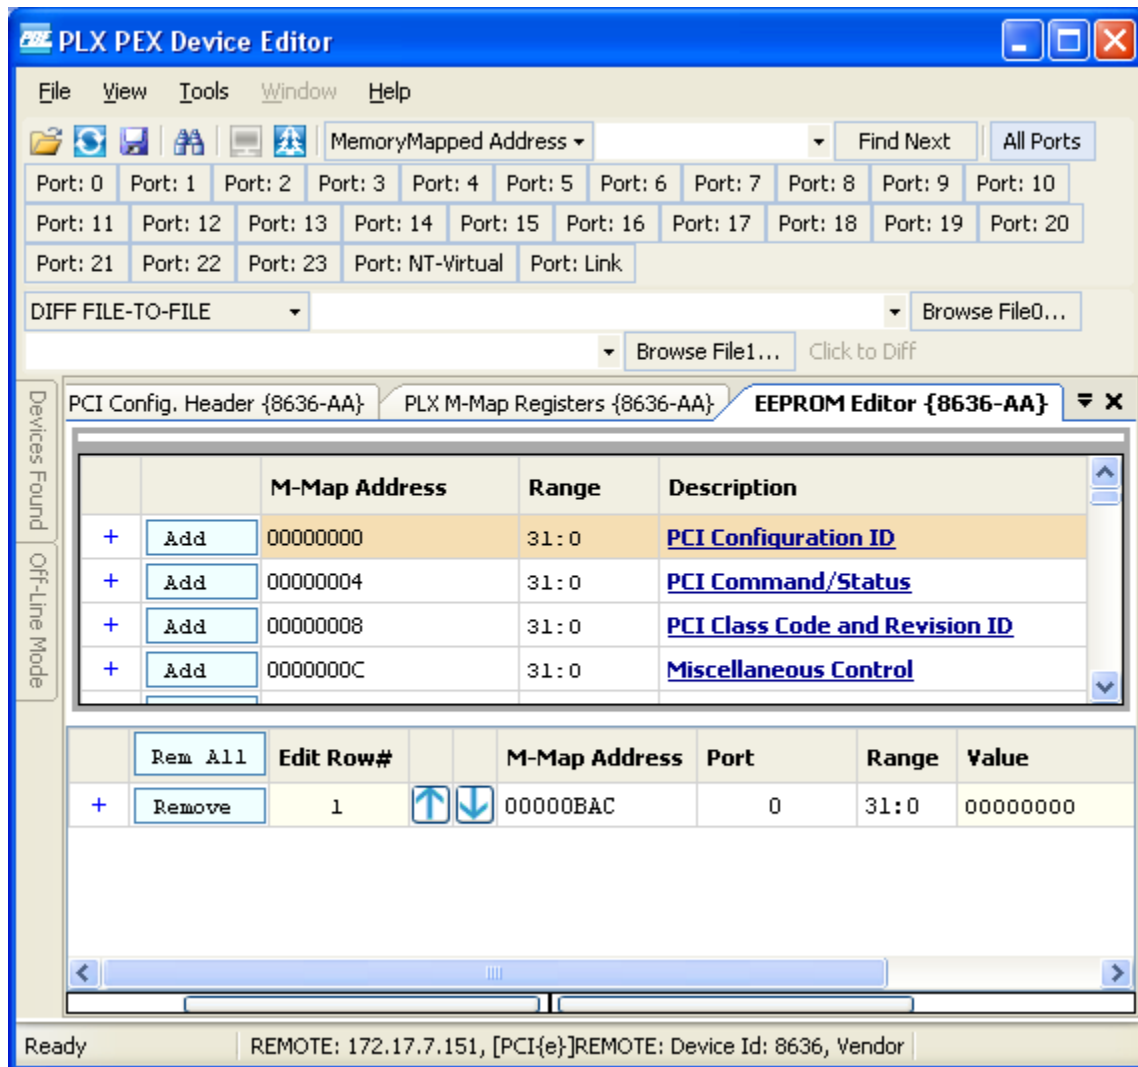 PDE PLX PEX Device Editor
File View Tools Window Help
MemoryMapped Address Find Next All Ports
Port: 0 Port: 1 Port: 2 Port: 3 Port: 4 Port: 5 Port: 6 Port: 7 Port: 8 Port: 9 Port: 10
Port: 11 Port: 12 Port: 13 Port: 14 Port: 15 Port: 16 Port: 17 Port: 18 Port: 19 Port: 20
Port: 21 Port: 22 Port: 23 Port: NT-Virtual Port: Link
DIFF FILE-TO-FILE Browse File0...
Browse File1... Click to Diff
Devices Found
Off-Line Mode
PCI Config. Header {8636-AA} PLX M-Map Registers {8636-AA} EEPROM Editor {8636-AA}
M-Map Address Range Description
+ Add 00000000 31:0 PCI Configuration ID
+ Add 00000004 31:0 PCI Command/Status
+ Add 00000008 31:0 PCI Class Code and Revision ID
+ Add 0000000C 31:0 Miscellaneous Control
Rem All Edit Row# M-Map Address Port Range Value
+ Remove 1 00000BAC 0 31:0 00000000
Ready REMOTE: 172.17.7.151, [PCI{e}]REMOTE: Device Id: 8636, Vendor